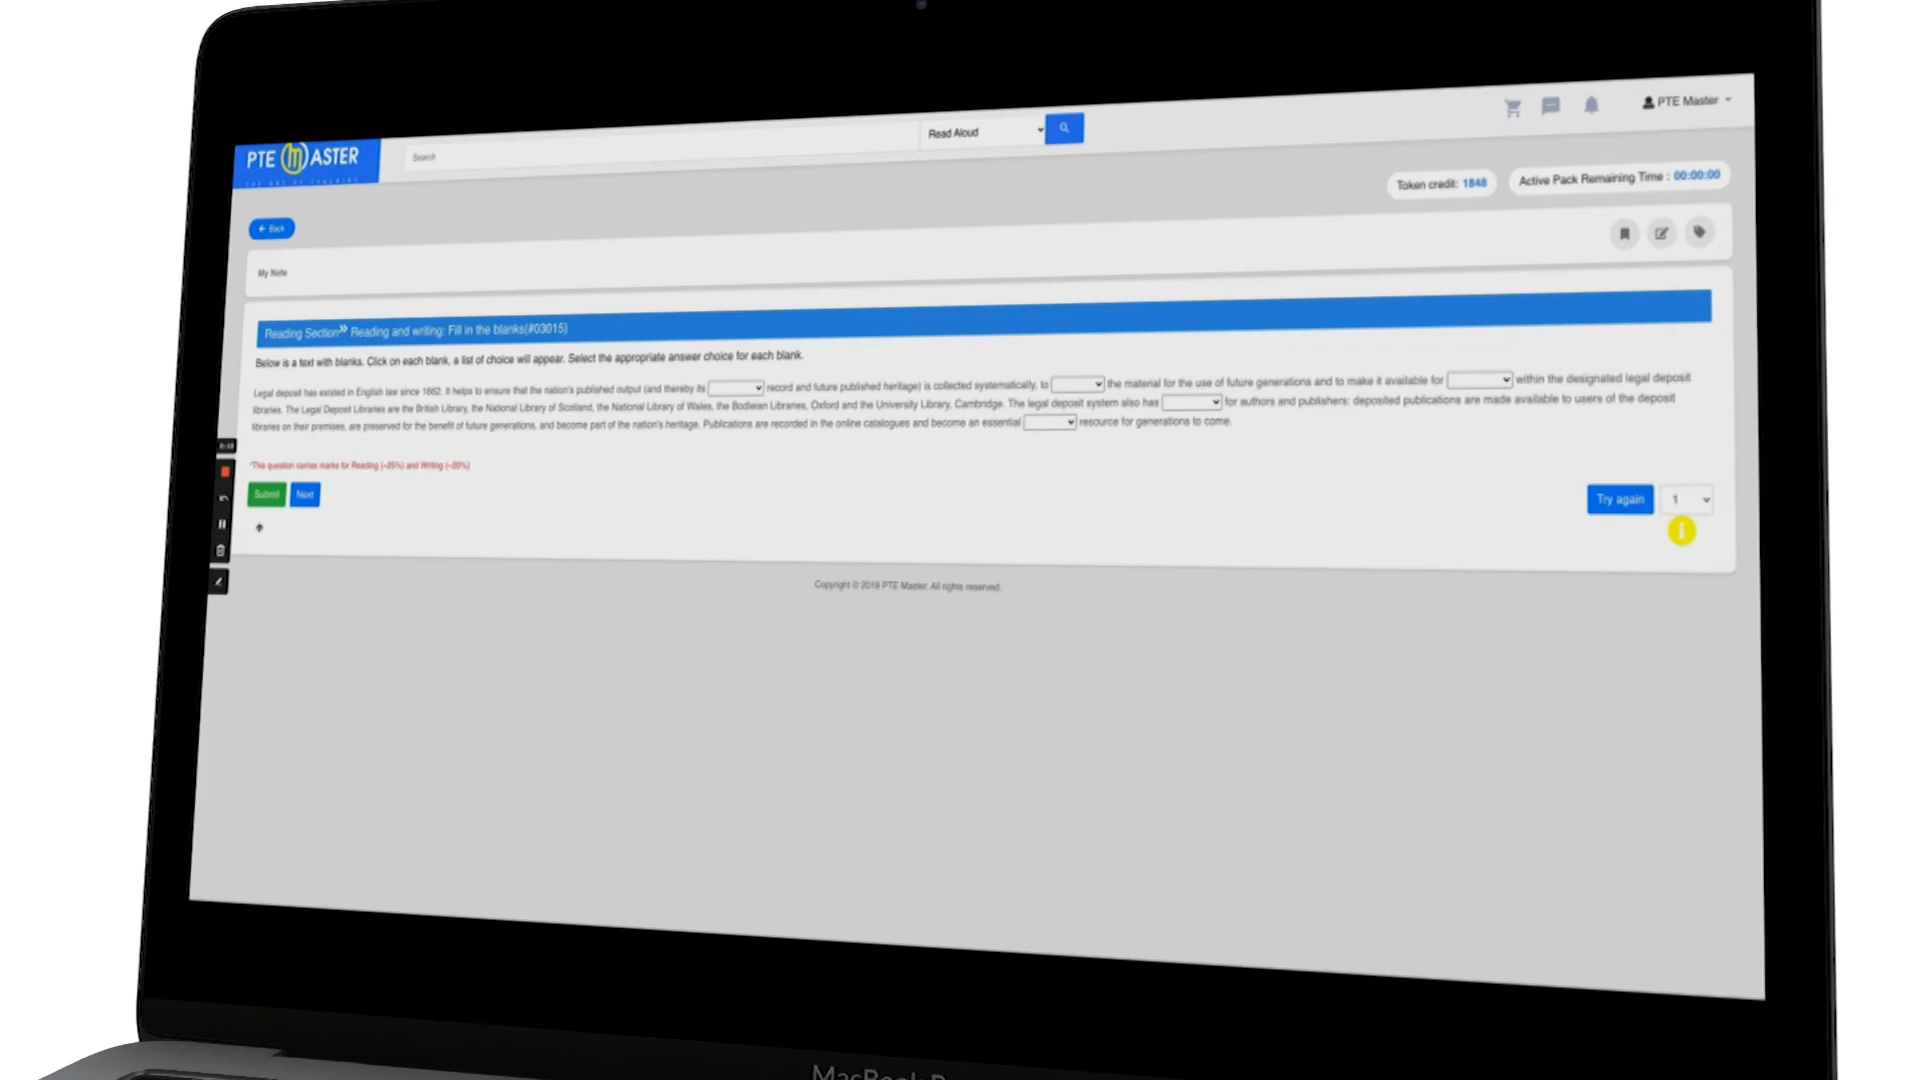 PTE MASTER
Search
Read Aloud
PTE Master
Token credit: 1848
Active Pack Remaining Time : 00:00:00
Back
My Note
Reading Section» Reading and writing: Fill in the blanks(#03015)
Below is a text with blanks. Click on each blank, a list of choice will appear. Select the appropriate answer choice for each blank.
Legal deposit has existed in English law since 1662. It helps to ensure that the nation's published output (and thereby its record and future published heritage) is collected systematically, to the material for the use of future generations and to make it available for within the designated legal deposit
libraries. The Legal Deposit Libraries are the British Library, the National Library of Scotland, the National Library of Wales, the Bodleian Libraries, Oxford and the University Library, Cambridge. The legal deposit system also has for authors and publishers: deposited publications are made available to users of the deposit
libraries on their premises, are preserved for the benefit of future generations, and become part of the nation's heritage. Publications are recorded in the online catalogues and become an essential resource for generations to come.
*This question carries marks for Reading (~25%) and Writing (~20%)
Submit Next
Try again 1
Copyright © 2019 PTE Master. All rights reserved.